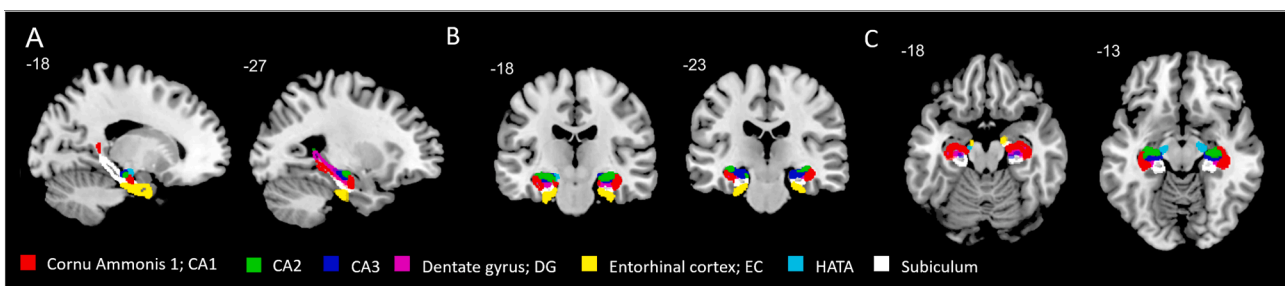 A
B
C
-18
-27
-18
-23
-18
-13
Cornu Ammonis 1; CA1
CA2
CA3
Dentate gyrus; DG
Entorhinal cortex; EC
HATA
Subiculum